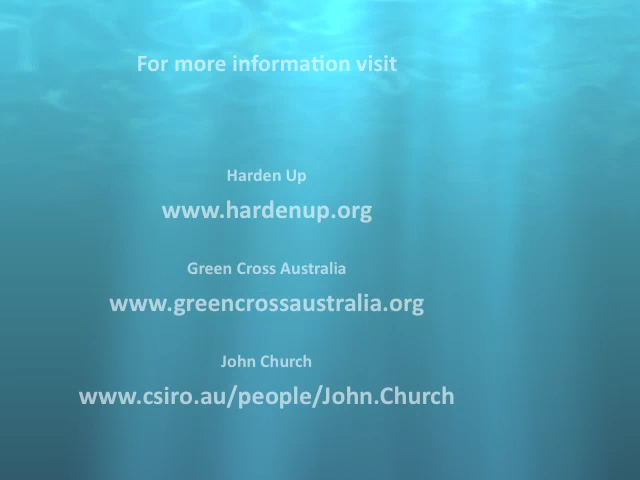 For more information visit
Harden Up
www.hardenup.org
Green Cross Australia
www.greencrossaustralia.org
John Church
www.csiro.au/people/John.Church